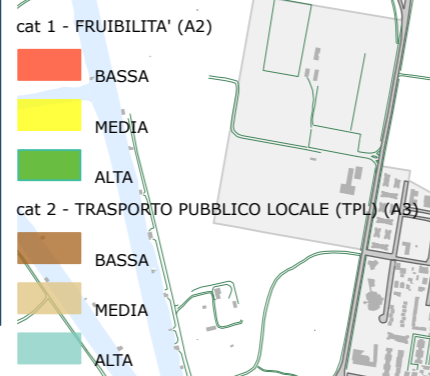 cat 1 - FRUIBILITA' (A2)
BASSA
MEDIA
ALTA
cat 2 - TRASPORTO PUBBLICO LOCALE (TPL) (A3)
BASSA
MEDIA
ALTA